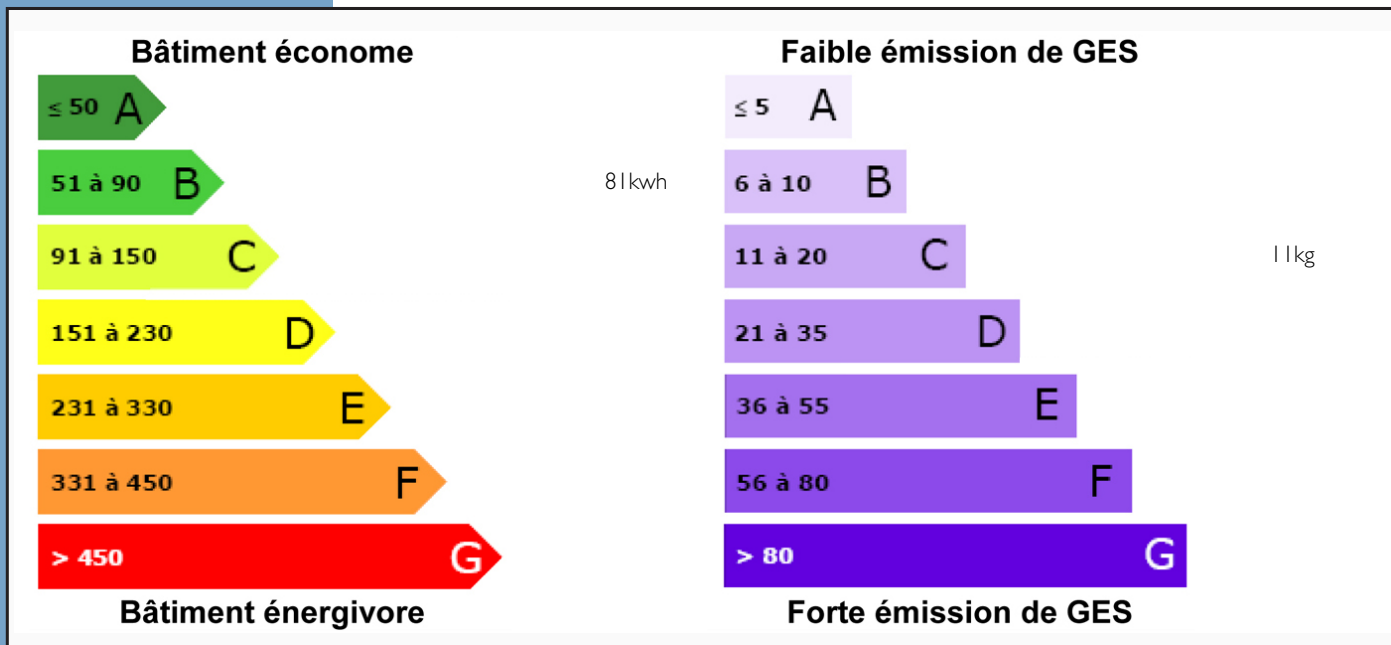 Bâtiment économe
≤ 50 A
51 à 90 B
81kwh
91 à 150 C
151 à 230 D
231 à 330 E
331 à 450 F
> 450 G
Bâtiment énergivore
Faible émission de GES
≤ 5 A
6 à 10 B
11 à 20 C
11kg
21 à 35 D
36 à 55 E
56 à 80 F
> 80 G
Forte émission de GES